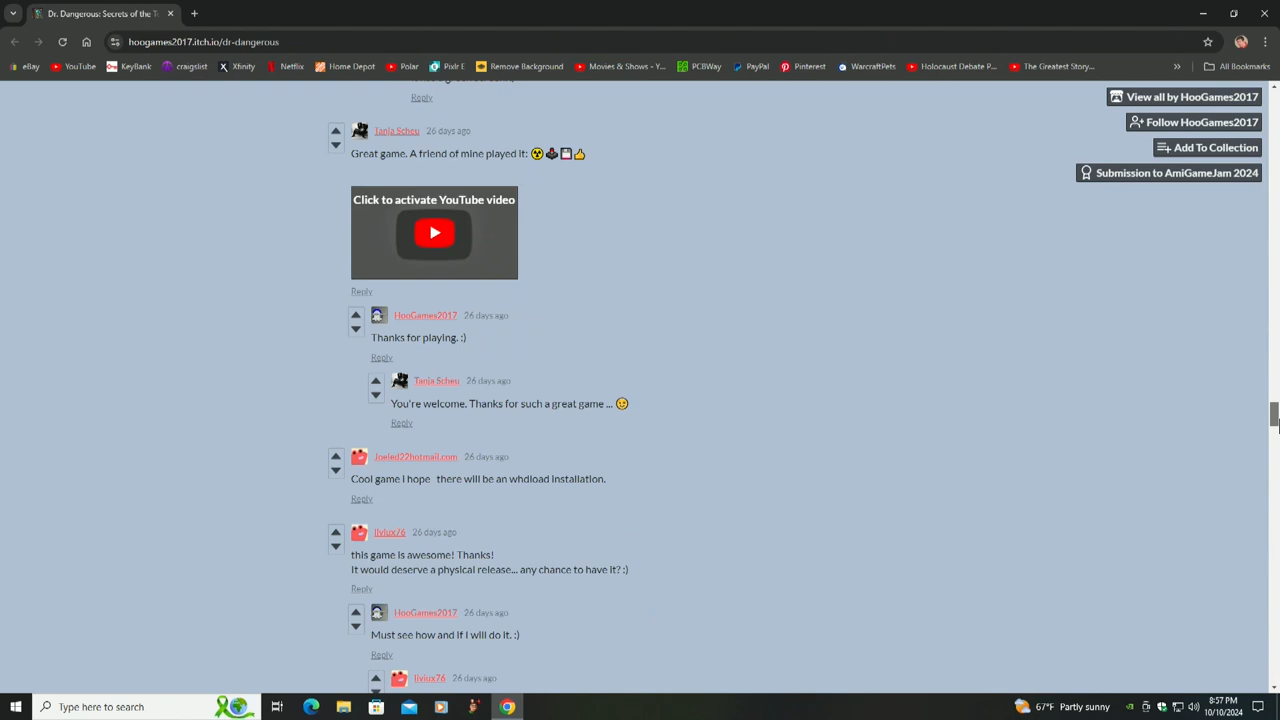 Dr. Dangerous: Secrets of the T
hoogames2017.itch.io/dr-dangerous
eBay YouTube KeyBank craigslist Xfinity Netflix Home Depot Polar Pixlr E Remove Background Movies & Shows - Y... PCBWay PayPal Pinterest WarcraftPets Holocaust Debate P... The Greatest Story... » All Bookmarks
Reply
View all by HooGames2017
Follow HooGames2017
Add To Collection
Submission to AmiGameJam 2024
Tanja Scheu 26 days ago
Great game. A friend of mine played it:
Click to activate YouTube video
Reply
HooGames2017 26 days ago
Thanks for playing. :)
Reply
Tanja Scheu 26 days ago
You're welcome. Thanks for such a great game ...
Reply
Joeled22hotmail.com 26 days ago
Cool game i hope there will be an whdload installation.
Reply
liviux76 26 days ago
this game is awesome! Thanks!
It would deserve a physical release... any chance to have it? :)
Reply
HooGames2017 26 days ago
Must see how and if I will do it. :)
Reply
liviux76 26 days ago
Type here to search
67°F Partly sunny
8:57 PM
10/10/2024